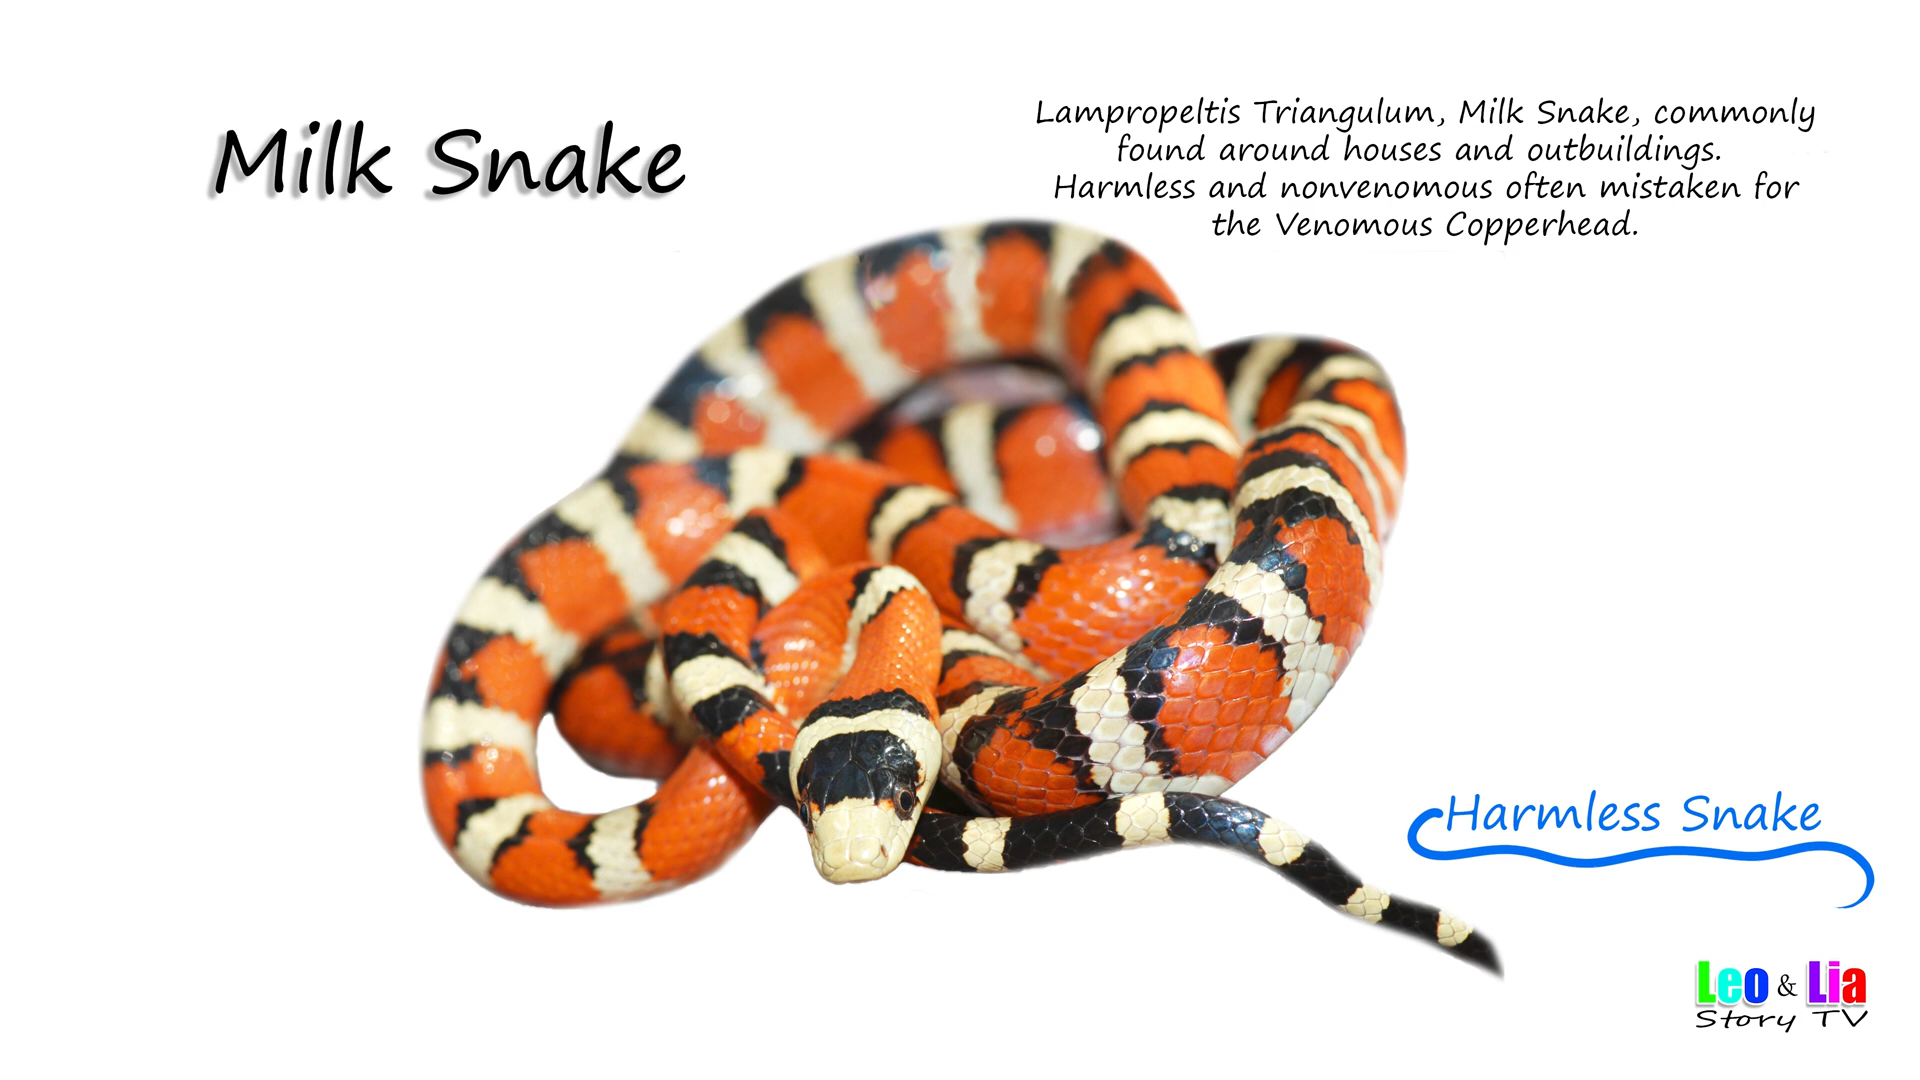 Milk Snake
Lampropeltis Triangulum, Milk Snake, commonly
found around houses and outbuildings.
Harmless and nonvenomous often mistaken for
the Venomous Copperhead.
Harmless Snake
Leo & Lia
Story TV